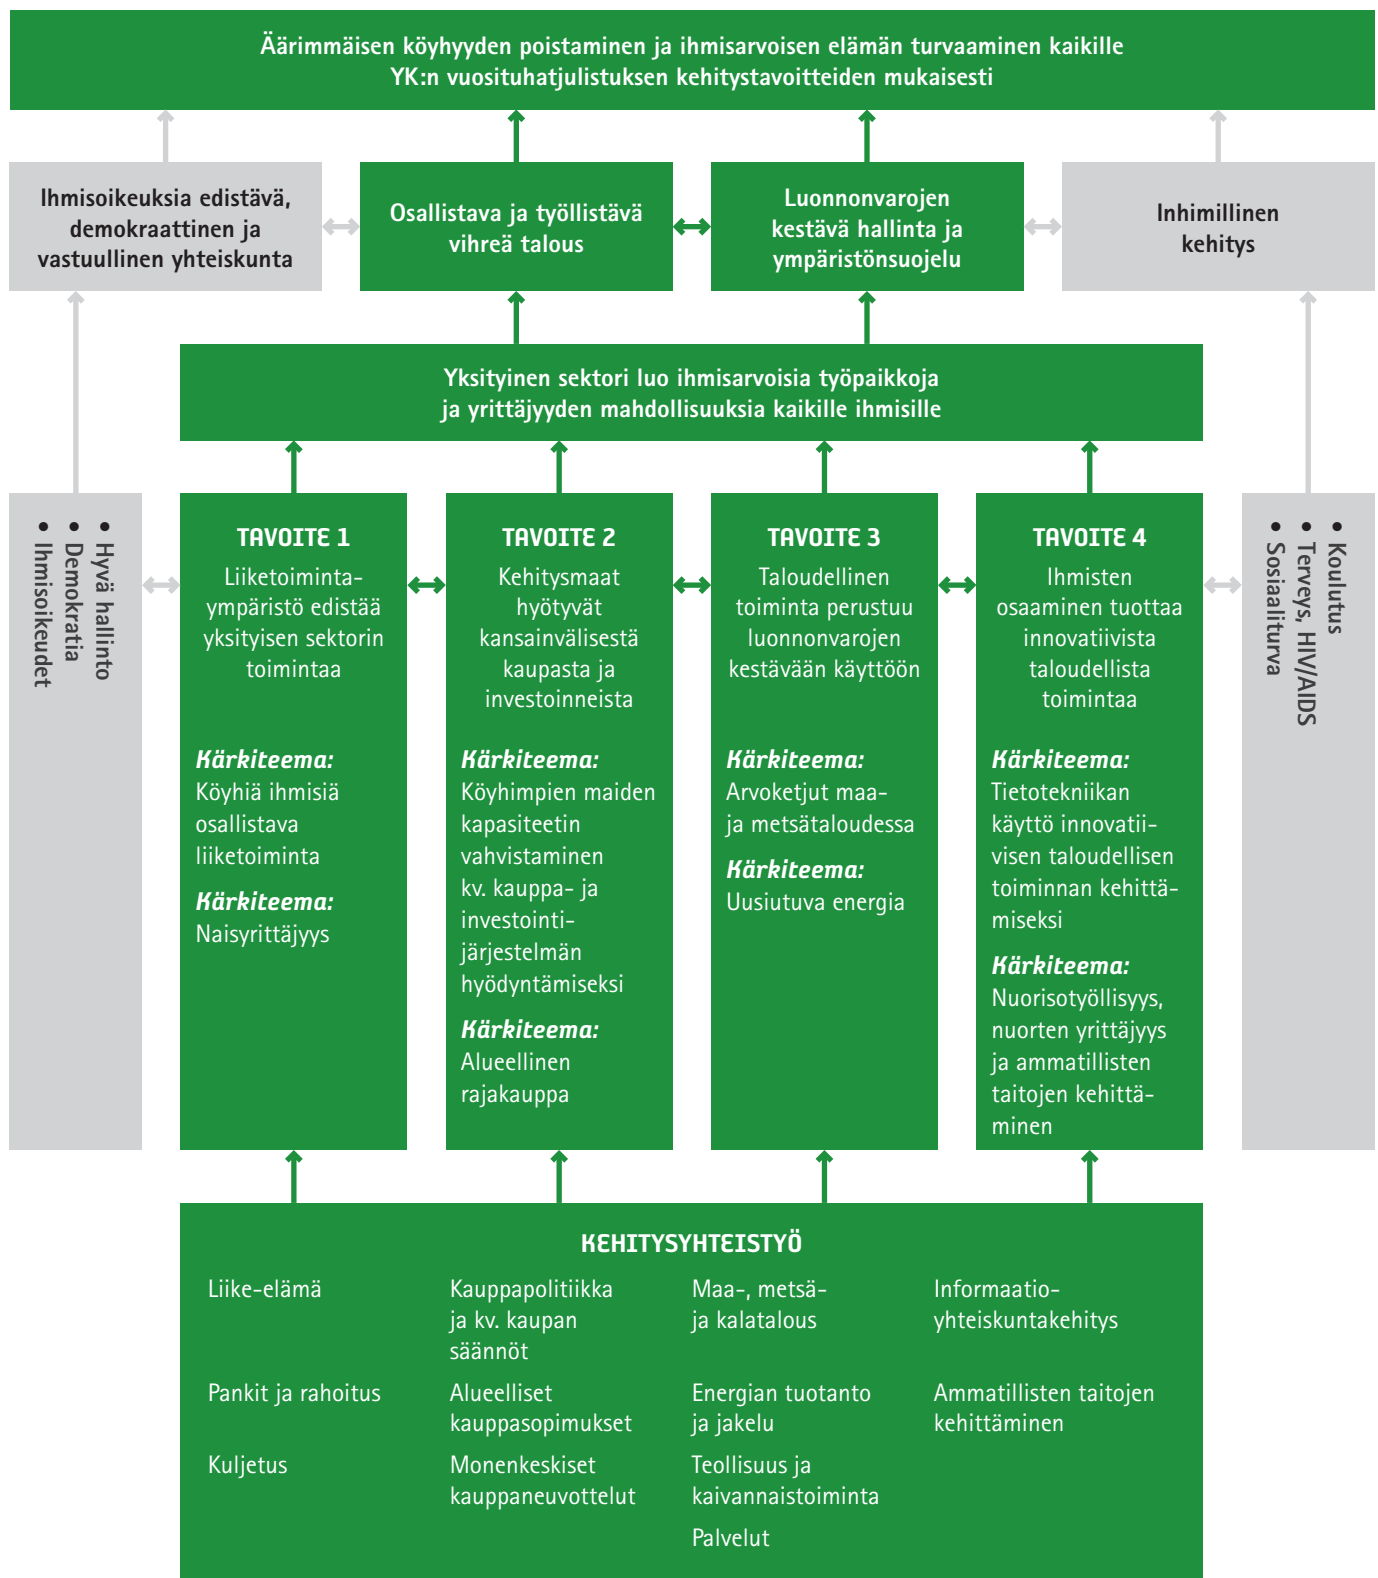 Äärimmäisen köyhyyden poistaminen ja ihmisarvoisen elämän turvaaminen kaikille
YK:n vuosituhatjulistuksen kehitystavoitteiden mukaisesti
Ihmisoikeuksia edistävä,
demokraattinen ja
vastuullinen yhteiskunta
Osallistava ja työllistävä
vihreä talous
Luonnonvarojen
kestävä hallinta ja
ympäristönsuojelu
Inhimillinen
kehitys
Yksityinen sektori luo ihmisarvoisia työpaikkoja
ja yrittäjyyden mahdollisuuksia kaikille ihmisille
• Hyvä hallinto
• Demokratia
• Ihmisoikeudet
TAVOITE 1
Liiketoiminta-
ympäristö edistää
yksityisen sektorin
toimintaa
Kärkiteema:
Köyhiä ihmisiä
osallistava
liiketoiminta
Kärkiteema:
Naisyrittäjyys
TAVOITE 2
Kehitysmaat
hyötyvät
kansainvälisestä
kaupasta ja
investoinneista
Kärkiteema:
Köyhimpien maiden
kapasiteetin
vahvistaminen
kv. kauppa- ja
investointi-
järjestelmän
hyödyntämiseksi
Kärkiteema:
Alueellinen
rajakauppa
TAVOITE 3
Taloudellinen
toiminta perustuu
luonnonvarojen
kestävään käyttöön
Kärkiteema:
Arvoketjut maa-
ja metsätaloudessa
Kärkiteema:
Uusiutuva energia
TAVOITE 4
Ihmisten
osaaminen tuottaa
innovatiivista
taloudellista
toimintaa
Kärkiteema:
Tietotekniikan
käyttö innovatii-
visen taloudellisen
toiminnan kehittä-
miseksi
Kärkiteema:
Nuorisotyöllisyys,
nuorten yrittäjyys
ja ammatillisten
taitojen kehittä-
minen
• Koulutus
• Terveys, HIV/AIDS
• Sosiaaliturva
KEHITYSYHTEISTYÖ
Liike-elämä
Pankit ja rahoitus
Kuljetus
Kauppapolitiikka
ja kv. kaupan
säännöt
Alueelliset
kauppasopimukset
Monenkeskiset
kauppaneuvottelut
Maa-, metsä-
ja kalatalous
Energian tuotanto
ja jakelu
Teollisuus ja
kaivannaistoiminta
Palvelut
Informaatio-
yhteiskuntakehitys
Ammatillisten taitojen
kehittäminen